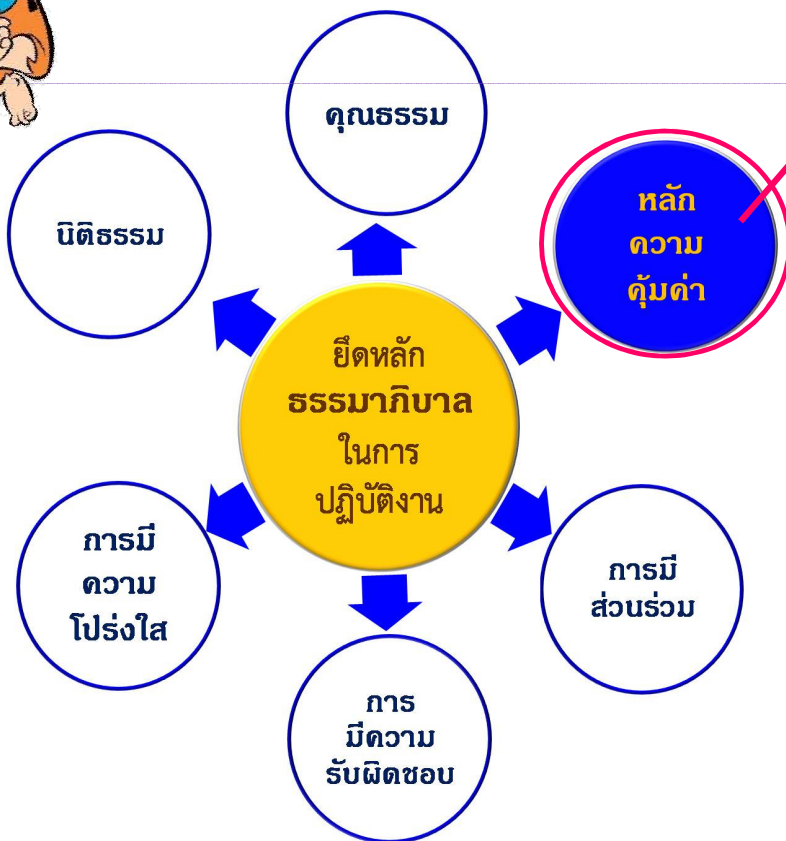 คุณธรรม
นิติธรรม
หลัก
ความ
คุ้มค่า
ยึดหลัก
ธรรมาภิบาล
ในการ
ปฏิบัติงาน
การมี
ความ
โปร่งใส
การมี
ส่วนร่วม
การ
มีความ
รับผิดชอบ